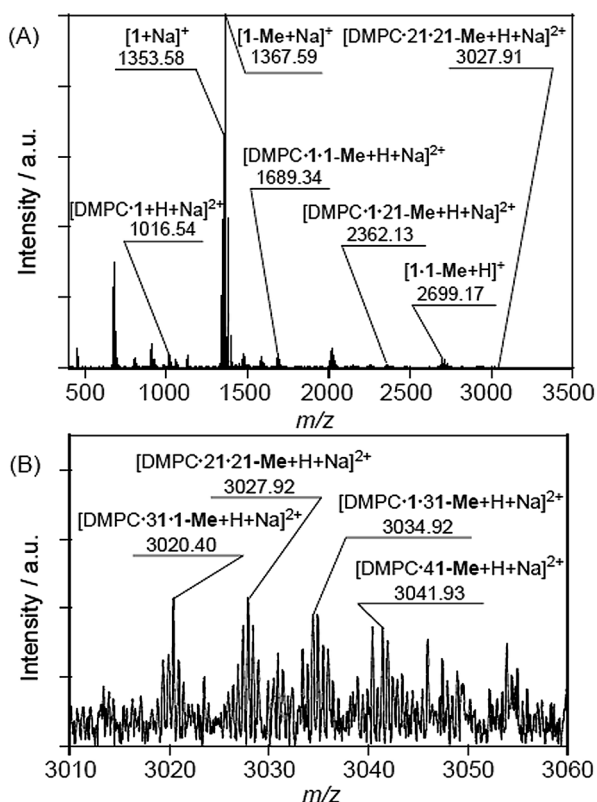 (A)
[1+Na]⁺
1353.58
[1-Me+Na]⁺
1367.59
[DMPC·21·21-Me+H+Na]²⁺
3027.91
[DMPC·1·1-Me+H+Na]²⁺
1689.34
[DMPC·1+H+Na]²⁺
1016.54
[DMPC·1·21-Me+H+Na]²⁺
2362.13
[1·1-Me+H]⁺
2699.17
Intensity / a.u.
500 1000 1500 2000 2500 3000 3500
m/z
(B)
[DMPC·21·21-Me+H+Na]²⁺
3027.92
[DMPC·31·1-Me+H+Na]²⁺
3020.40
[DMPC·1·31-Me+H+Na]²⁺
3034.92
[DMPC·41-Me+H+Na]²⁺
3041.93
Intensity / a.u.
3010 3020 3030 3040 3050 3060
m/z